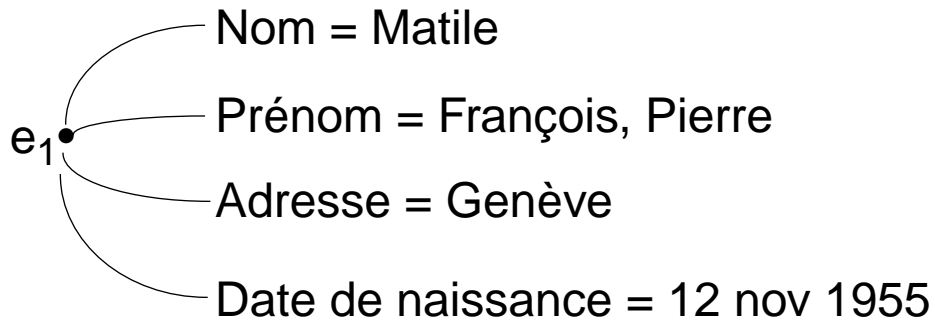 Nom = Matile
Prénom = François, Pierre
e1
Adresse = Genève
Date de naissance = 12 nov 1955